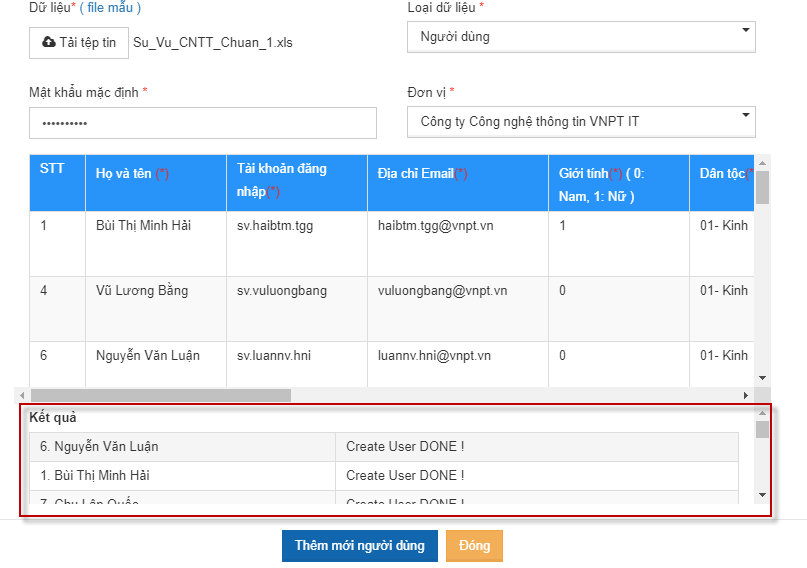 Dữ liệu* ( file mẫu )
Loại dữ liệu *
Tải tệp tin Su_Vu_CNTT_Chuan_1.xls
Người dùng
Mật khẩu mặc định *
Đơn vị *
••••••••••
Công ty Công nghệ thông tin VNPT IT
STT Họ và tên (*) Tài khoản đăng nhập(*) Địa chỉ Email(*) Giới tính(*) ( 0: Nam, 1: Nữ ) Dân tộc(*
1 Bùi Thị Minh Hải sv.haibtm.tgg haibtm.tgg@vnpt.vn 1 01- Kinh
4 Vũ Lương Bằng sv.vuluongbang vuluongbang@vnpt.vn 0 01- Kinh
6 Nguyễn Văn Luận sv.luannv.hni luannv.hni@vnpt.vn 0 01- Kinh
Kết quả
6. Nguyễn Văn Luận Create User DONE !
1. Bùi Thị Minh Hải Create User DONE !
7. Chu Lập Quốc Create User DONE !
Thêm mới người dùng Đóng